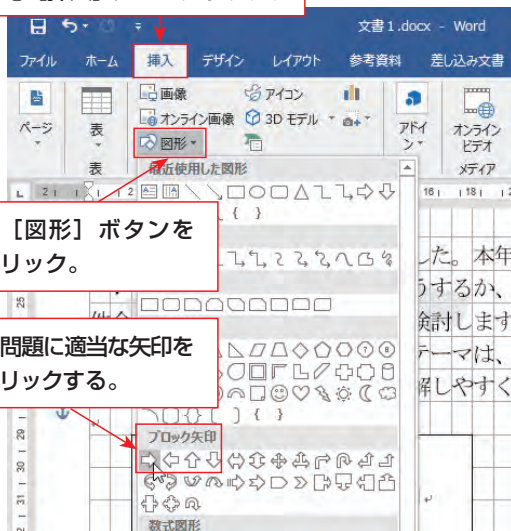 文書1.docx - Word
ファイル ホーム 挿入 デザイン レイアウト 参考資料 差し込み文書
画像 アイコン
オンライン画像 3D モデル
ページ 表 図形 アドイン オンライン ビデオ
表 最近使用した図形 メディア
[図形] ボタンを
リック。
した。本年
うするか、
検討します
問題に適当な矢印を
リックする。
テーマは、
解しやすく
ブロック矢印
数式図形